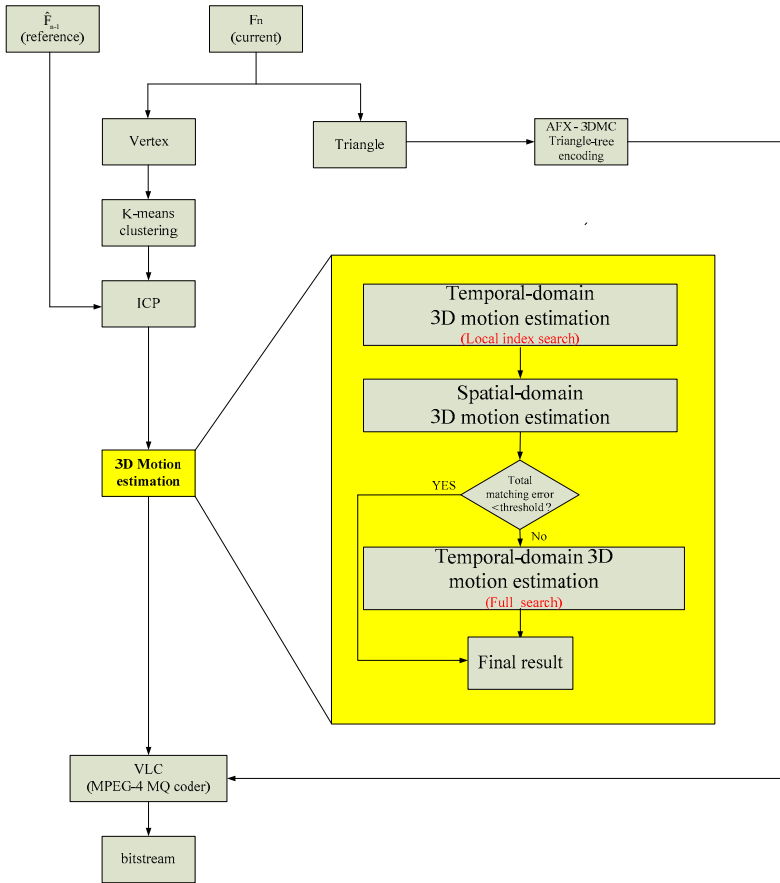 F̂n-1
(reference)
Fn
(current)
Vertex
Triangle
AFX - 3DMC
Triangle-tree
encoding
K-means
clustering
ICP
3D Motion
estimation
Temporal-domain
3D motion estimation
(Local index search)
Spatial-domain
3D motion estimation
Total
matching error
<threshold ?
YES
No
Temporal-domain 3D
motion estimation
(Full search)
Final result
VLC
(MPEG-4 MQ coder)
bitstream